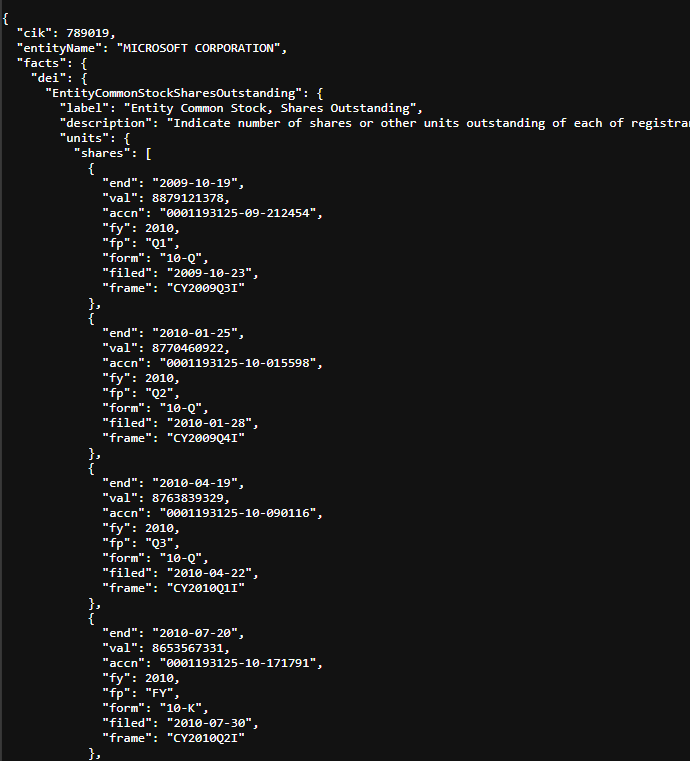 {
  "cik": 789019,
  "entityName": "MICROSOFT CORPORATION",
  "facts": {
    "dei": {
      "EntityCommonStockSharesOutstanding": {
        "label": "Entity Common Stock, Shares Outstanding",
        "description": "Indicate number of shares or other units outstanding of each of registra
        "units": {
          "shares": [
            {
              "end": "2009-10-19",
              "val": 8879121378,
              "accn": "0001193125-09-212454",
              "fy": 2010,
              "fp": "Q1",
              "form": "10-Q",
              "filed": "2009-10-23",
              "frame": "CY2009Q3I"
            },
            {
              "end": "2010-01-25",
              "val": 8770460922,
              "accn": "0001193125-10-015598",
              "fy": 2010,
              "fp": "Q2",
              "form": "10-Q",
              "filed": "2010-01-28",
              "frame": "CY2009Q4I"
            },
            {
              "end": "2010-04-19",
              "val": 8763839329,
              "accn": "0001193125-10-090116",
              "fy": 2010,
              "fp": "Q3",
              "form": "10-Q",
              "filed": "2010-04-22",
              "frame": "CY2010Q1I"
            },
            {
              "end": "2010-07-20",
              "val": 8653567331,
              "accn": "0001193125-10-171791",
              "fy": 2010,
              "fp": "FY",
              "form": "10-K",
              "filed": "2010-07-30",
              "frame": "CY2010Q2I"
            },